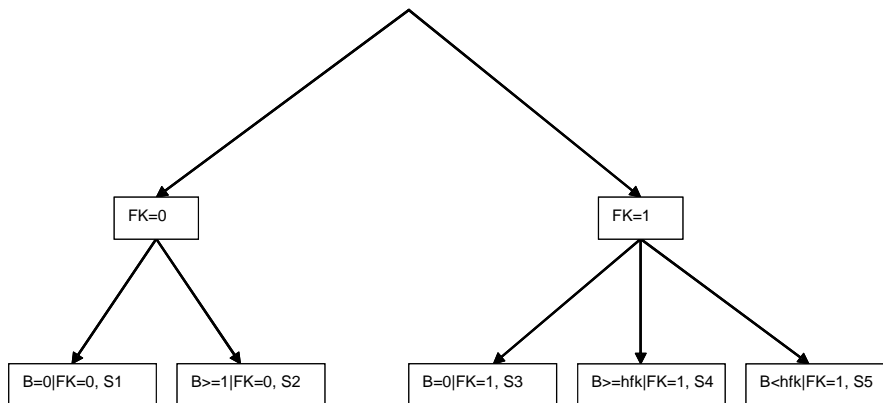 FK=0
FK=1
B=0|FK=0, S1
B>=1|FK=0, S2
B=0|FK=1, S3
B>=hfk|FK=1, S4
B<hfk|FK=1, S5